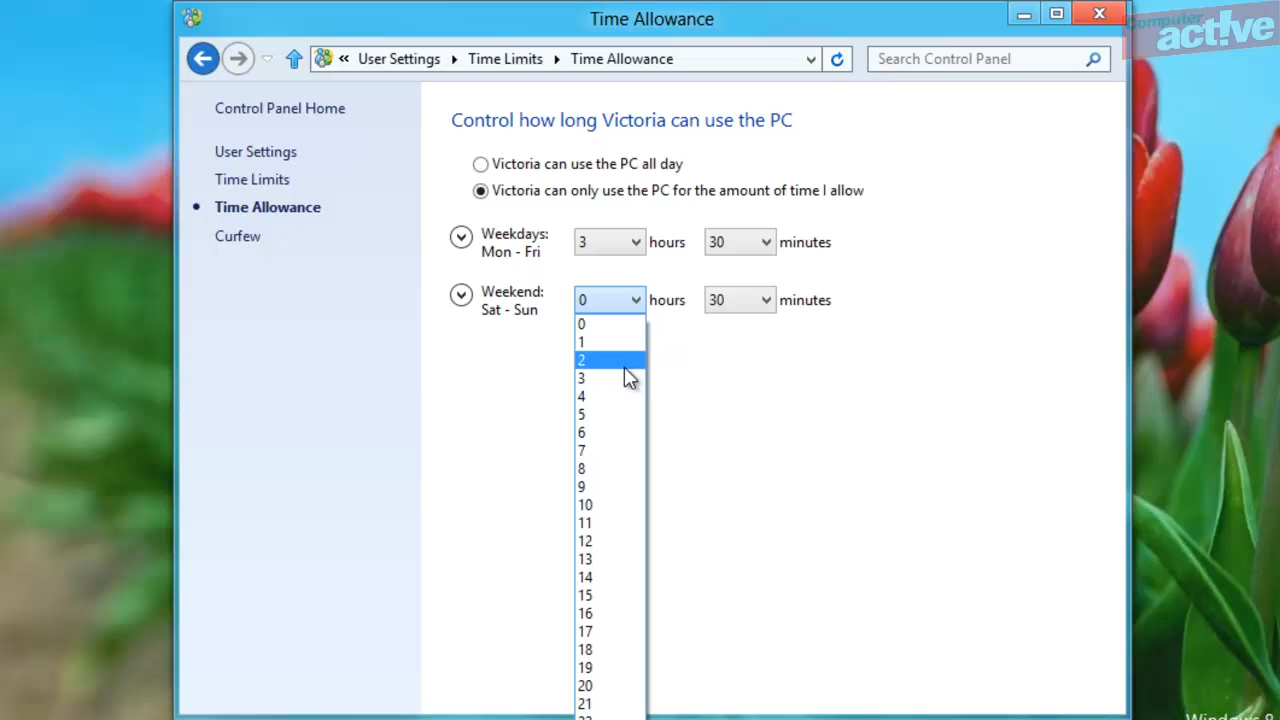 Time Allowance
Computer
act!ve
« User Settings Time Limits Time Allowance
Search Control Panel
Control Panel Home
User Settings
Time Limits
Time Allowance
Curfew
Control how long Victoria can use the PC
Victoria can use the PC all day
Victoria can only use the PC for the amount of time I allow
Weekdays:
Mon - Fri
3 hours 30 minutes
Weekend:
Sat - Sun
0 hours 30 minutes
0
1
2
3
4
5
6
7
8
9
10
11
12
13
14
15
16
17
18
19
20
21